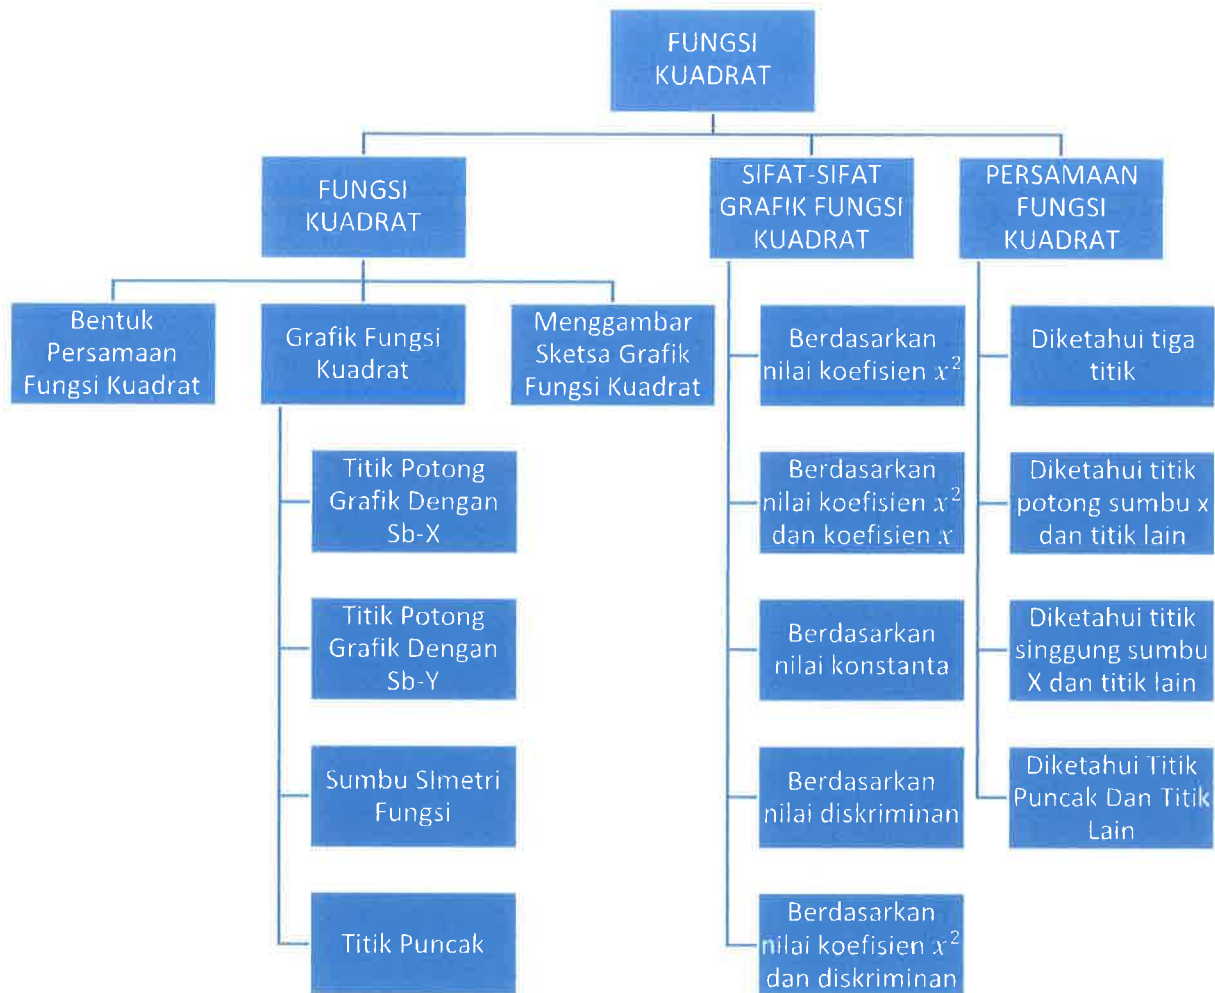 FUNGSI
KUADRAT
FUNGSI
KUADRAT
SIFAT-SIFAT
GRAFIK FUNGSI
KUADRAT
PERSAMAAN
FUNGSI
KUADRAT
Bentuk
Persamaan
Fungsi Kuadrat
Grafik Fungsi
Kuadrat
Menggambar
Sketsa Grafik
Fungsi Kuadrat
Titik Potong
Grafik Dengan
Sb-X
Titik Potong
Grafik Dengan
Sb-Y
Sumbu SImetri
Fungsi
Titik Puncak
Berdasarkan
nilai koefisien x²
Berdasarkan
nilai koefisien x²
dan koefisien x
Berdasarkan
nilai konstanta
Berdasarkan
nilai diskriminan
Berdasarkan
nilai koefisien x²
dan diskriminan
Diketahui tiga
titik
Diketahui titik
potong sumbu x
dan titik lain
Diketahui titik
singgung sumbu
X dan titik lain
Diketahui Titik
Puncak Dan Titik
Lain